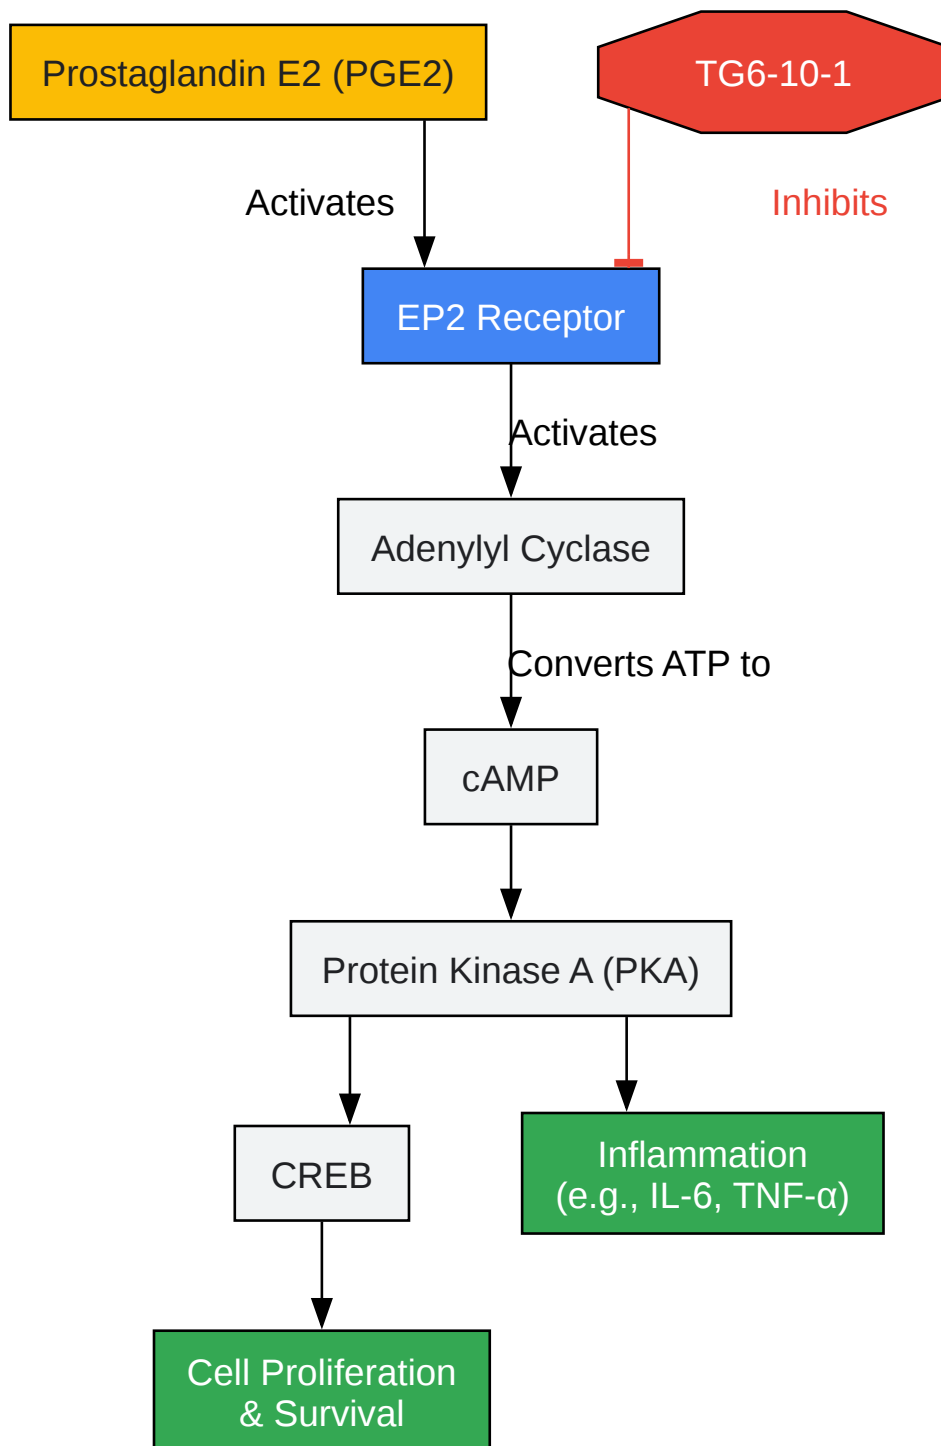 Prostaglandin E2 (PGE2)
TG6-10-1
Activates
Inhibits
EP2 Receptor
Activates
Adenylyl Cyclase
Converts ATP to
cAMP
Protein Kinase A (PKA)
CREB
Inflammation
(e.g., IL-6, TNF-α)
Cell Proliferation
& Survival